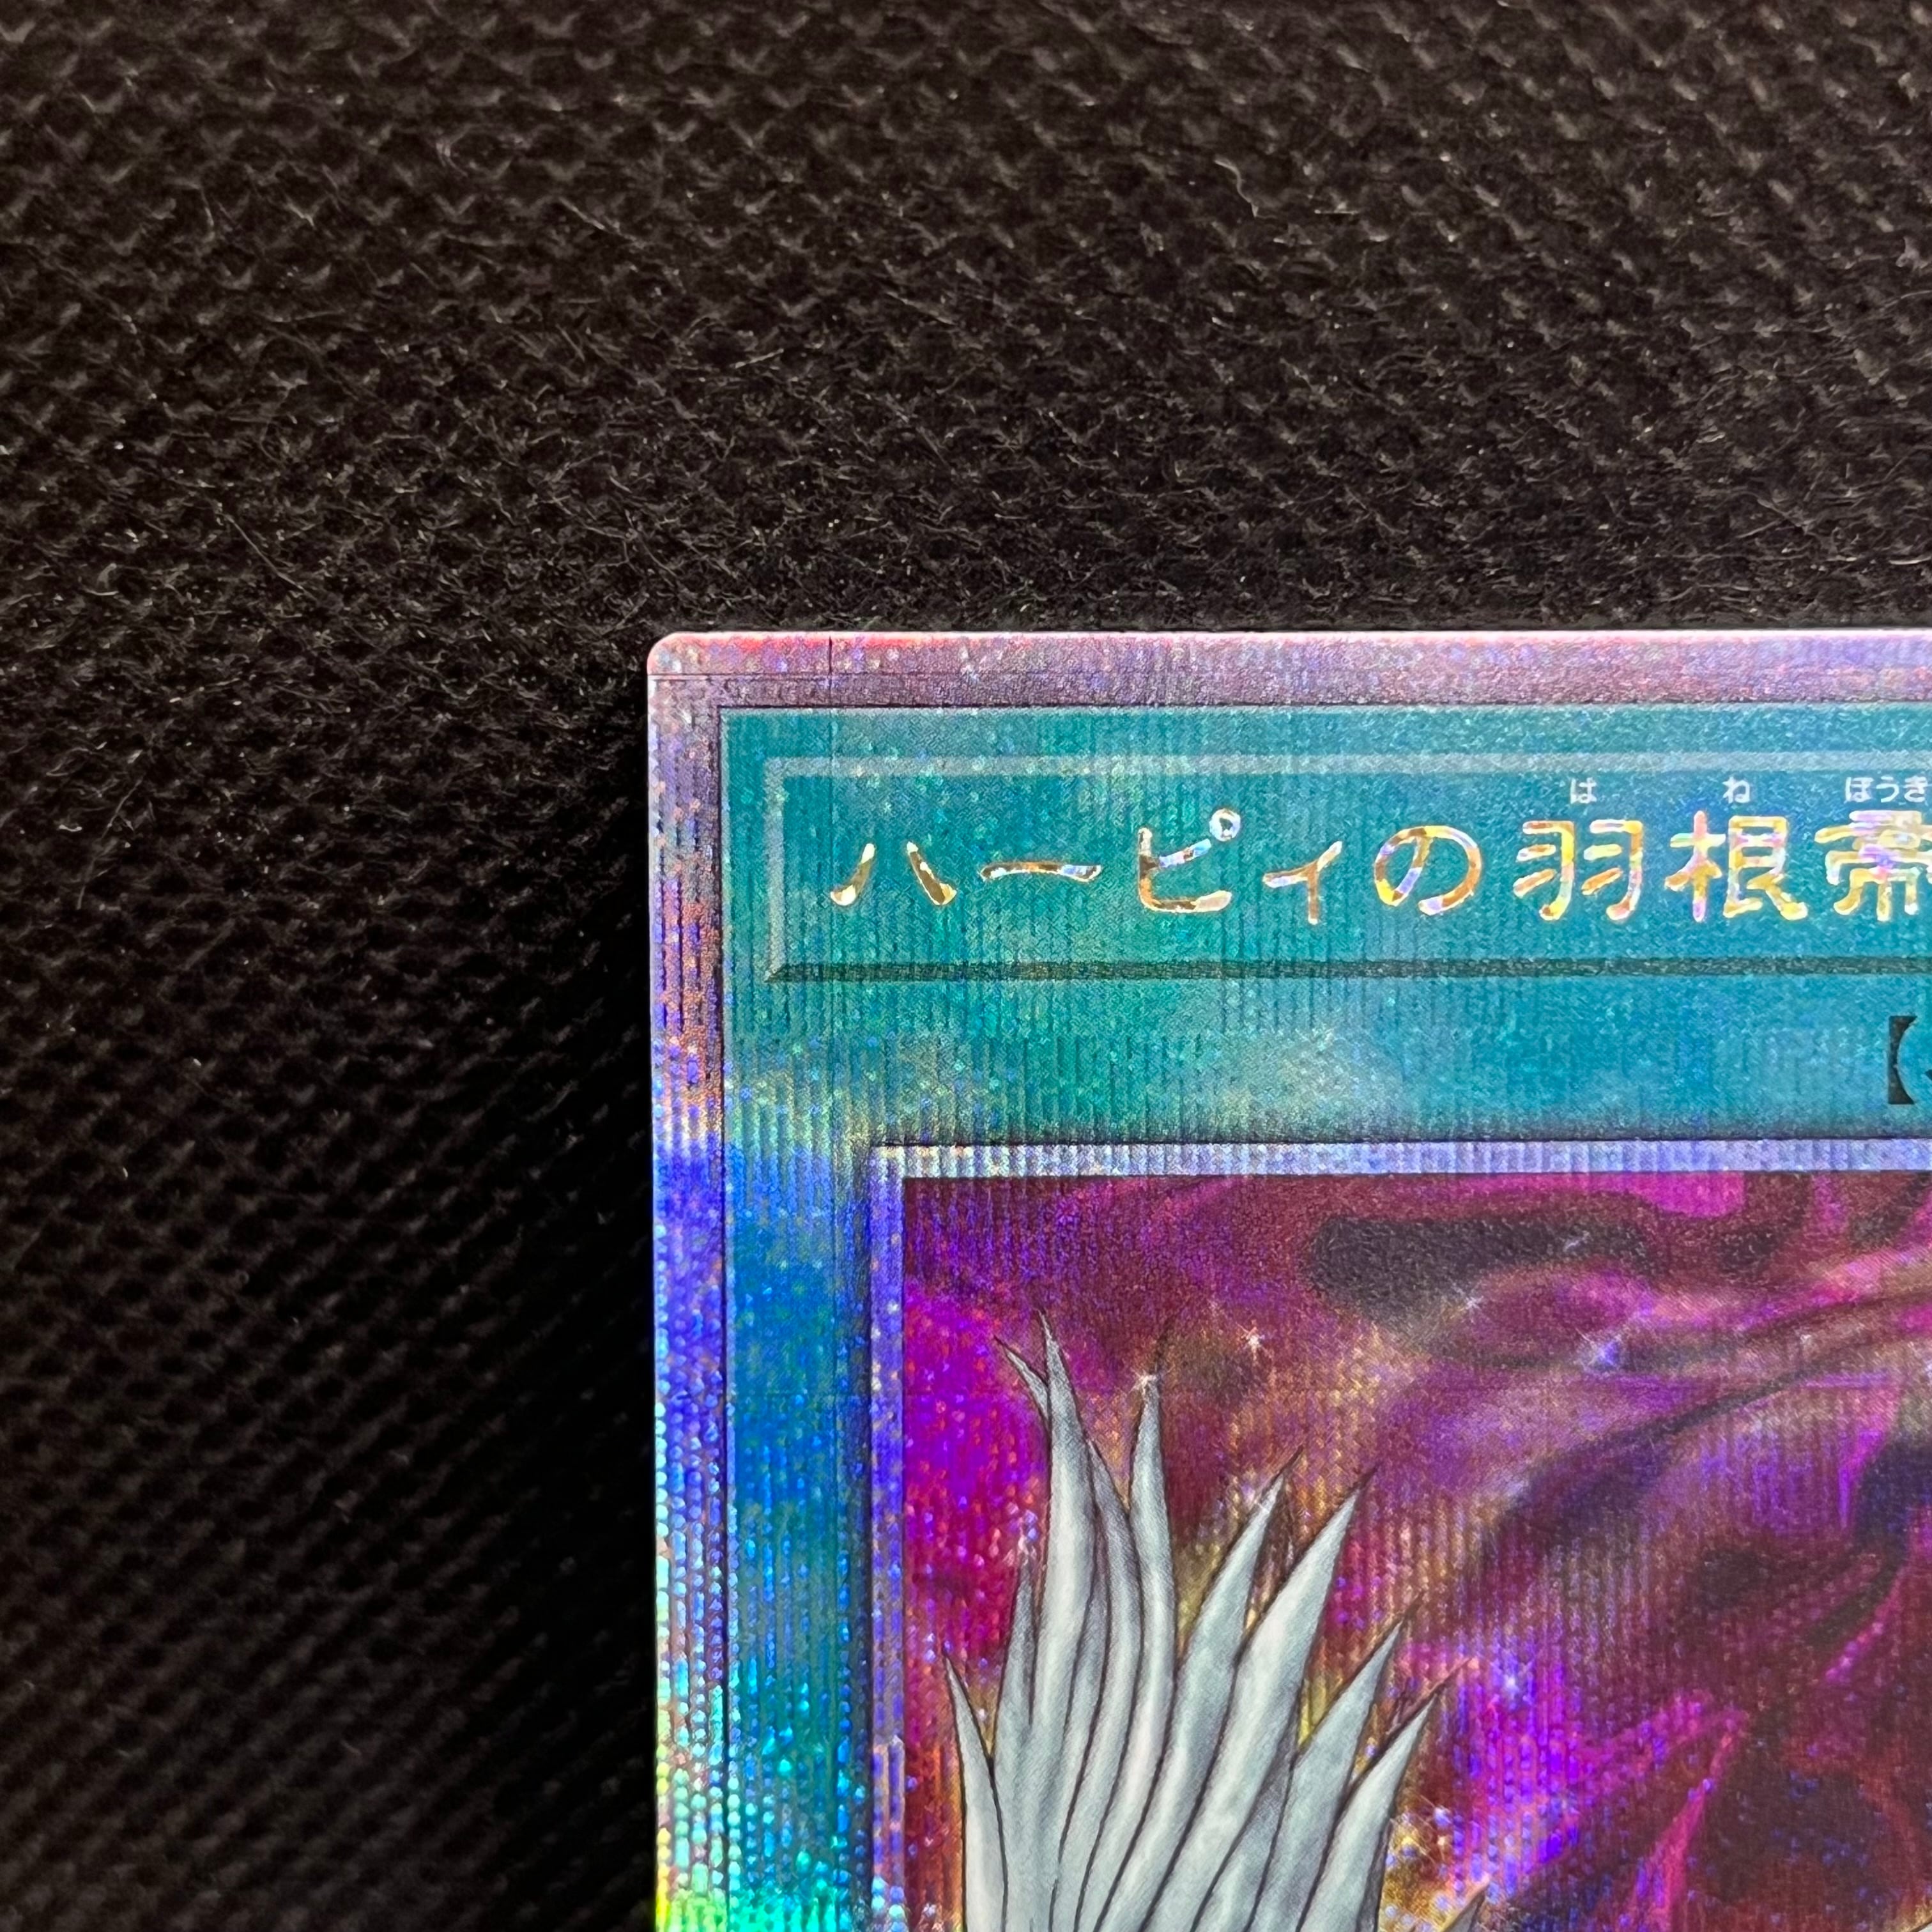 は ね ほうき
ハーピィの羽根帚
【